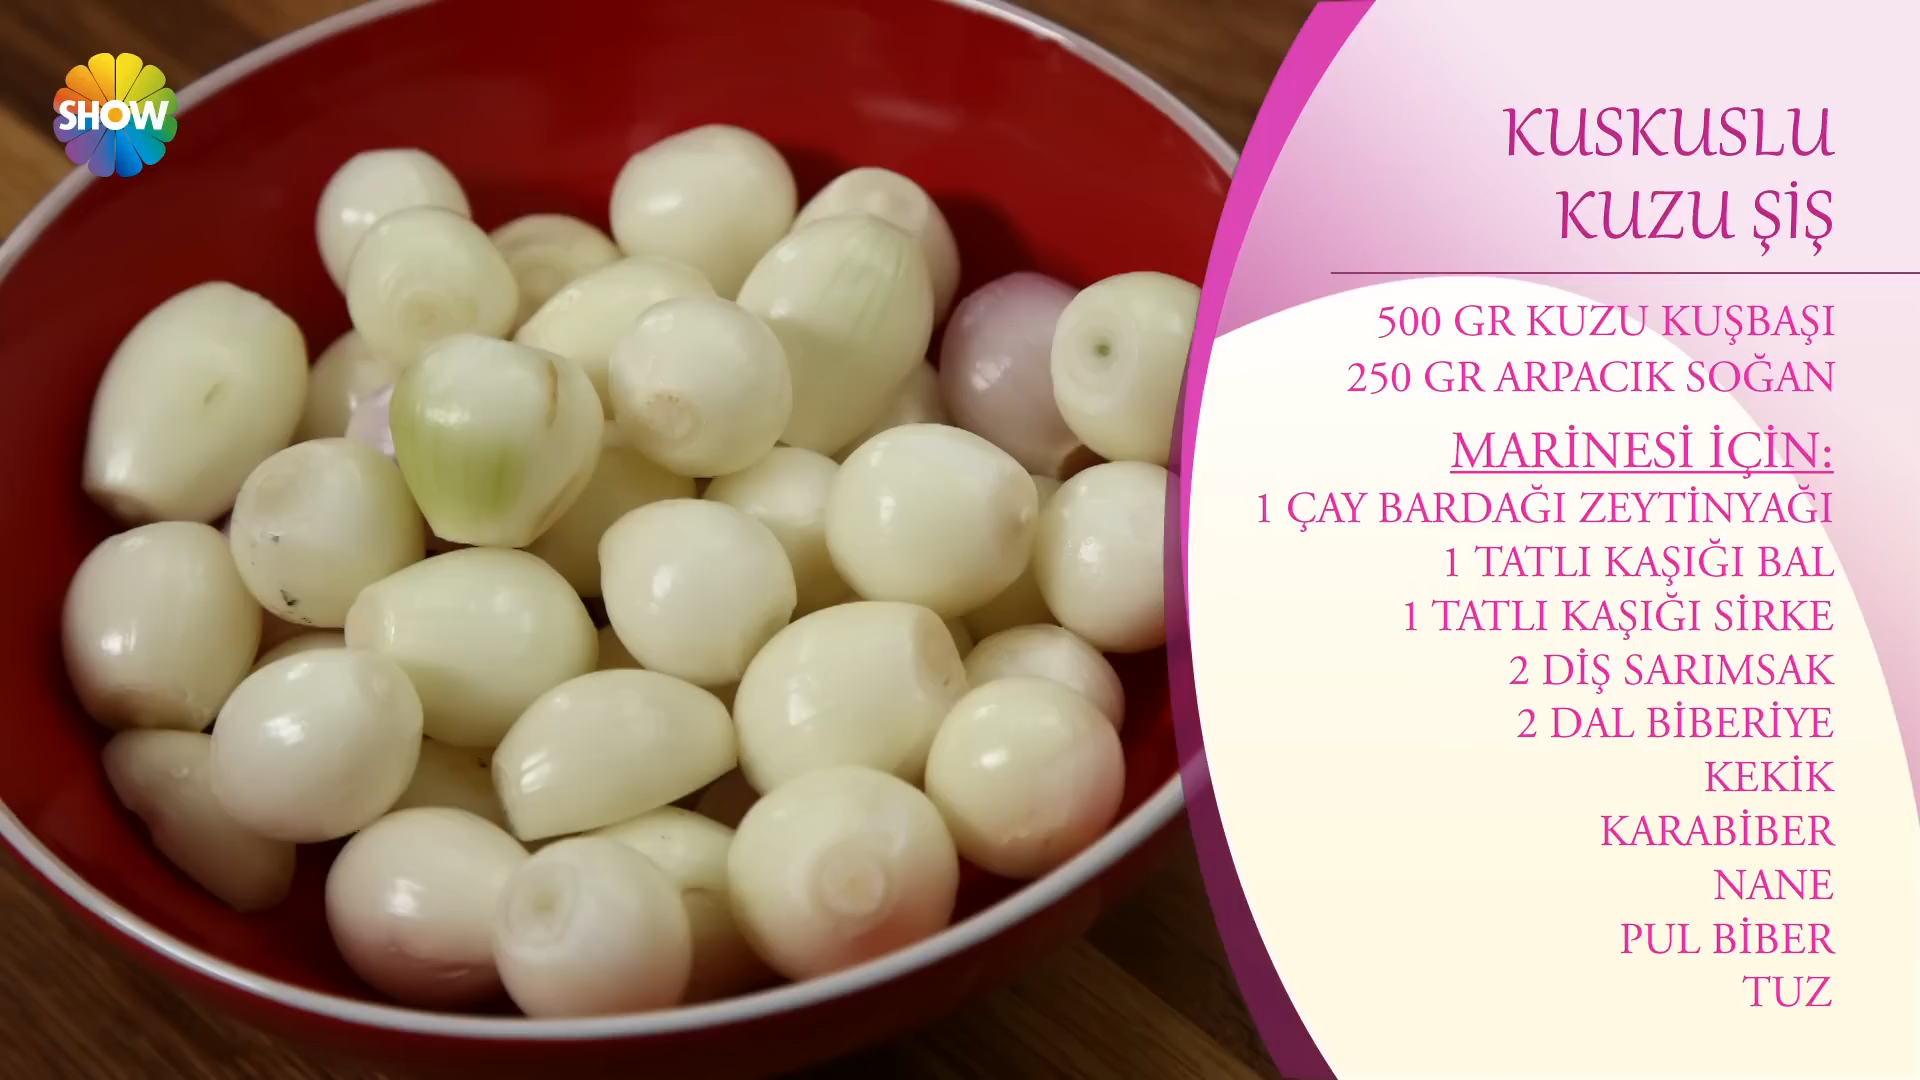 SHOW
KUSKUSLU
KUZU ŞİŞ
500 GR KUZU KUŞBAŞI
250 GR ARPACIK SOĞAN
MARİNESİ İÇİN:
1 ÇAY BARDAĞI ZEYTİNYAĞI
1 TATLI KAŞIĞI BAL
1 TATLI KAŞIĞI SİRKE
2 DİŞ SARIMSAK
2 DAL BİBERİYE
KEKİK
KARABİBER
NANE
PUL BİBER
TUZ